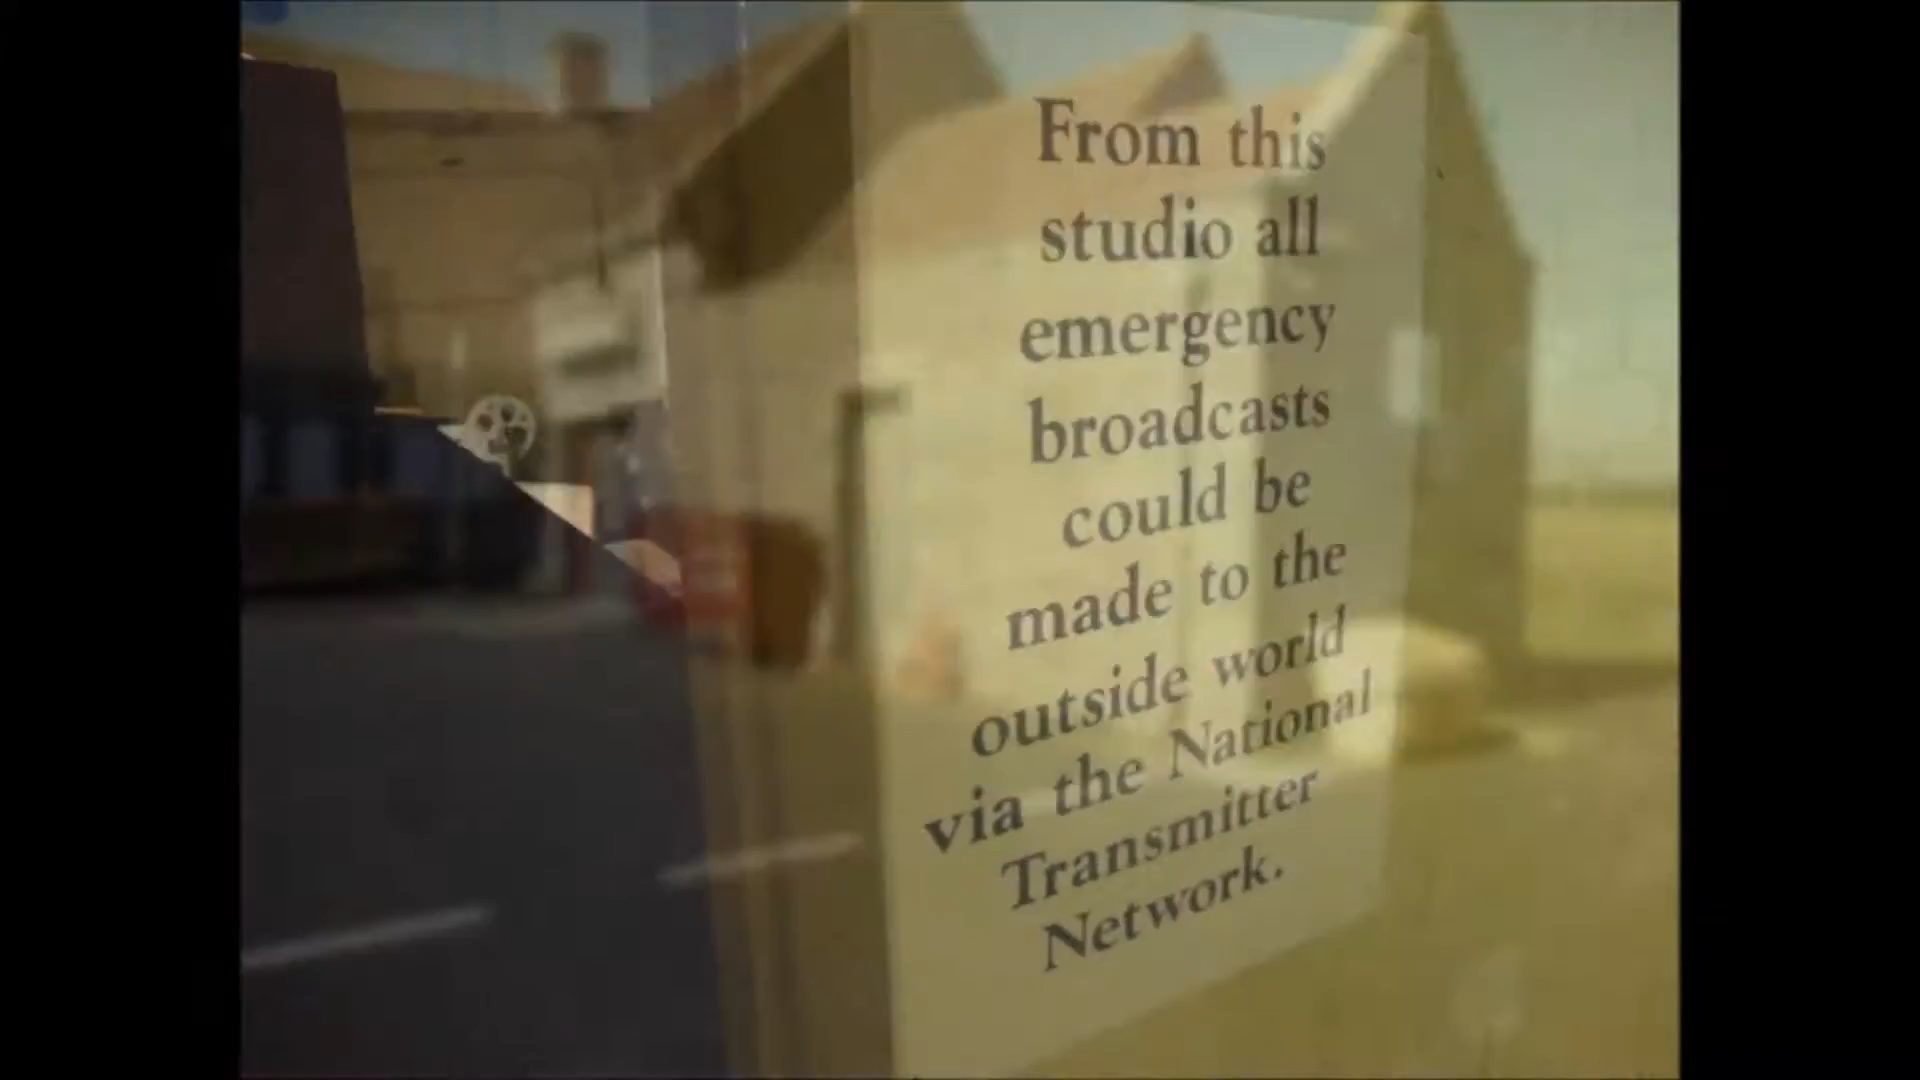 From this
studio all
emergency
broadcasts
could be
made to the
outside world
via the National
Transmitter
Network.